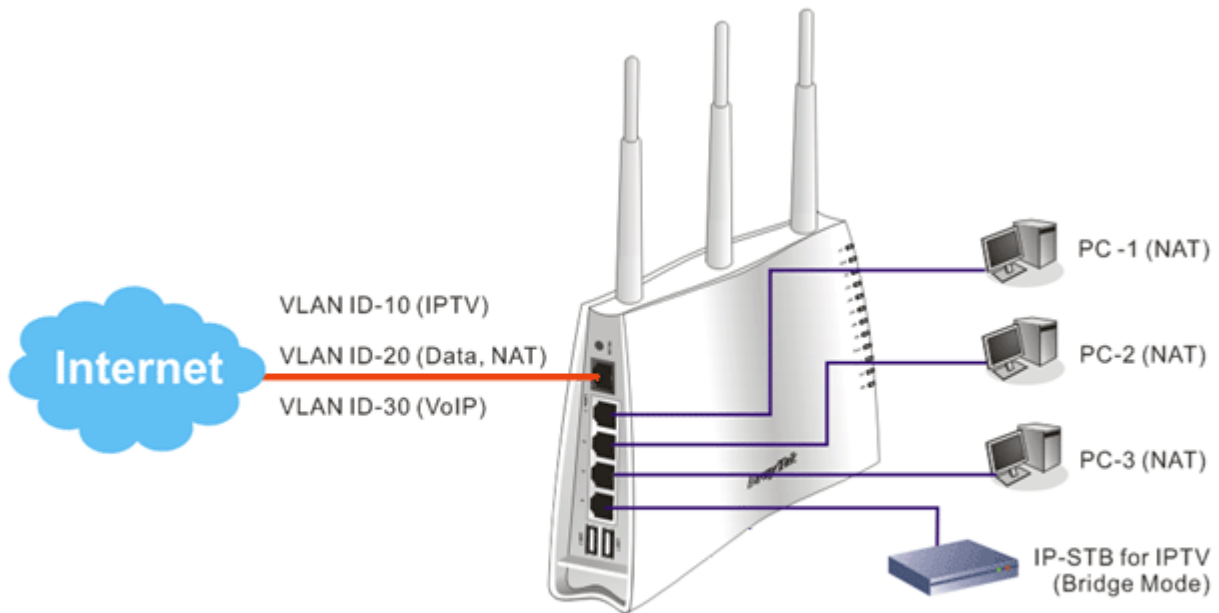 VLAN ID-10 (IPTV)
Internet
VLAN ID-20 (Data, NAT)
VLAN ID-30 (VoIP)
PC -1 (NAT)
PC-2 (NAT)
PC-3 (NAT)
DrayTek
IP-STB for IPTV
(Bridge Mode)